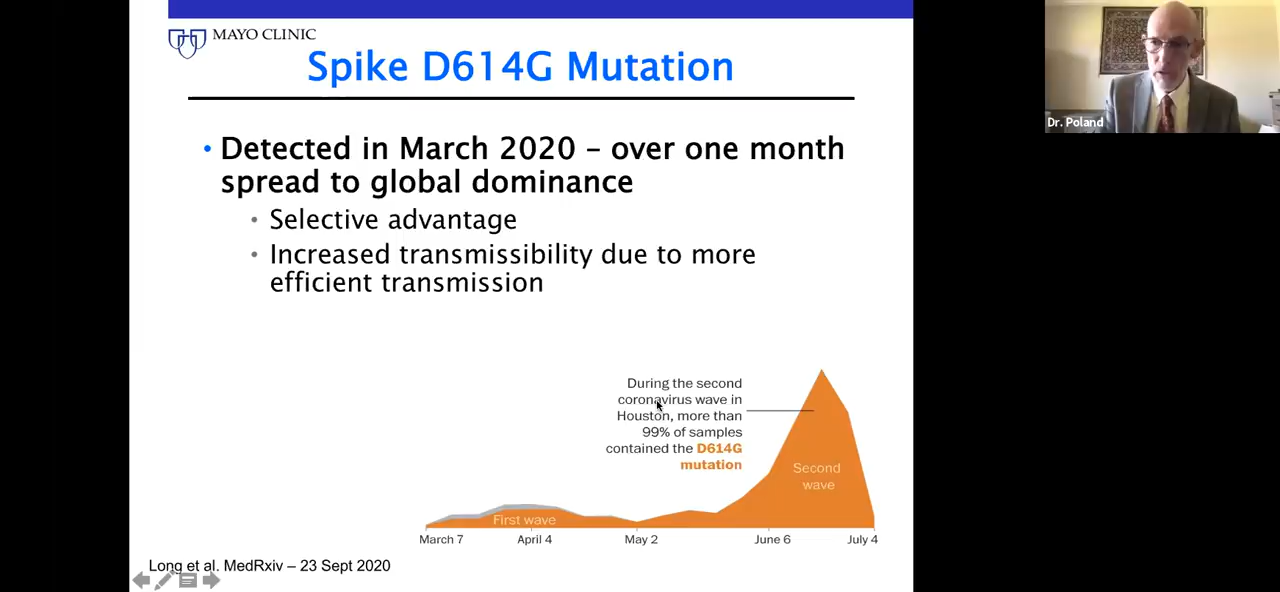 MAYO CLINIC
Spike D614G Mutation
• Detected in March 2020 – over one month
spread to global dominance
• Selective advantage
• Increased transmissibility due to more
efficient transmission
During the second
coronavirus wave in
Houston, more than
99% of samples
contained the D614G
mutation
Second
wave
First wave
March 7 April 4 May 2 June 6 July 4
Long et al. MedRxiv – 23 Sept 2020
Dr. Poland